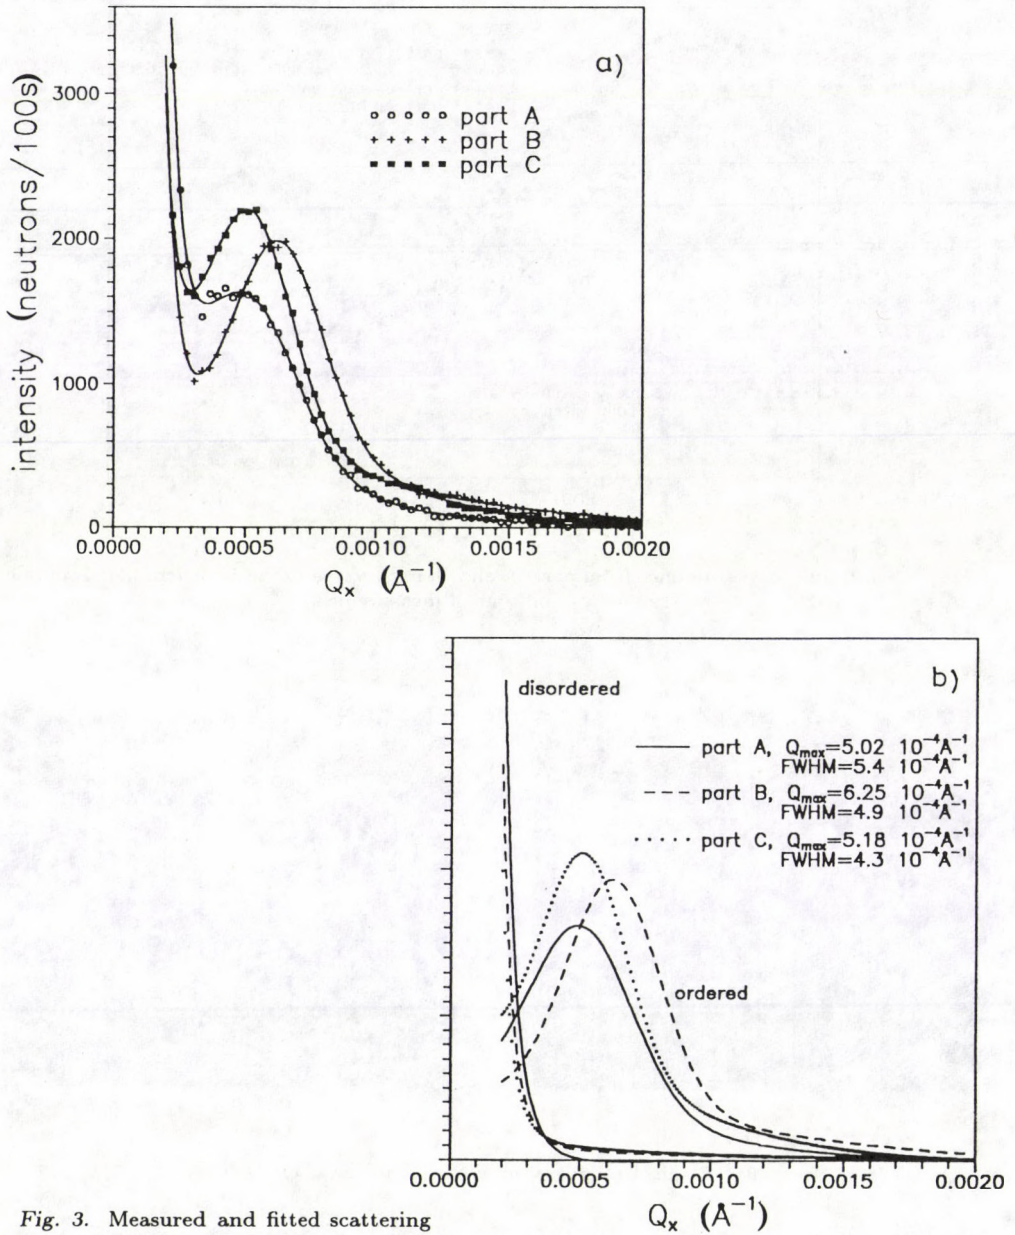 a)
intensity (neutrons/100s)
3000
2000
1000
0
part A
part B
part C
0.0000 0.0005 0.0010 0.0015 0.0020
Qₓ (Å⁻¹)
b)
disordered
part A, Qmax=5.02 10⁻⁴A⁻¹
FWHM=5.4 10⁻⁴A⁻¹
part B, Qmax=6.25 10⁻⁴A⁻¹
FWHM=4.9 10⁻⁴A⁻¹
part C, Qmax=5.18 10⁻⁴A⁻¹
FWHM=4.3 10⁻⁴A⁻¹
ordered
0.0000 0.0005 0.0010 0.0015 0.0020
Qₓ (Å⁻¹)
Fig. 3. Measured and fitted scattering